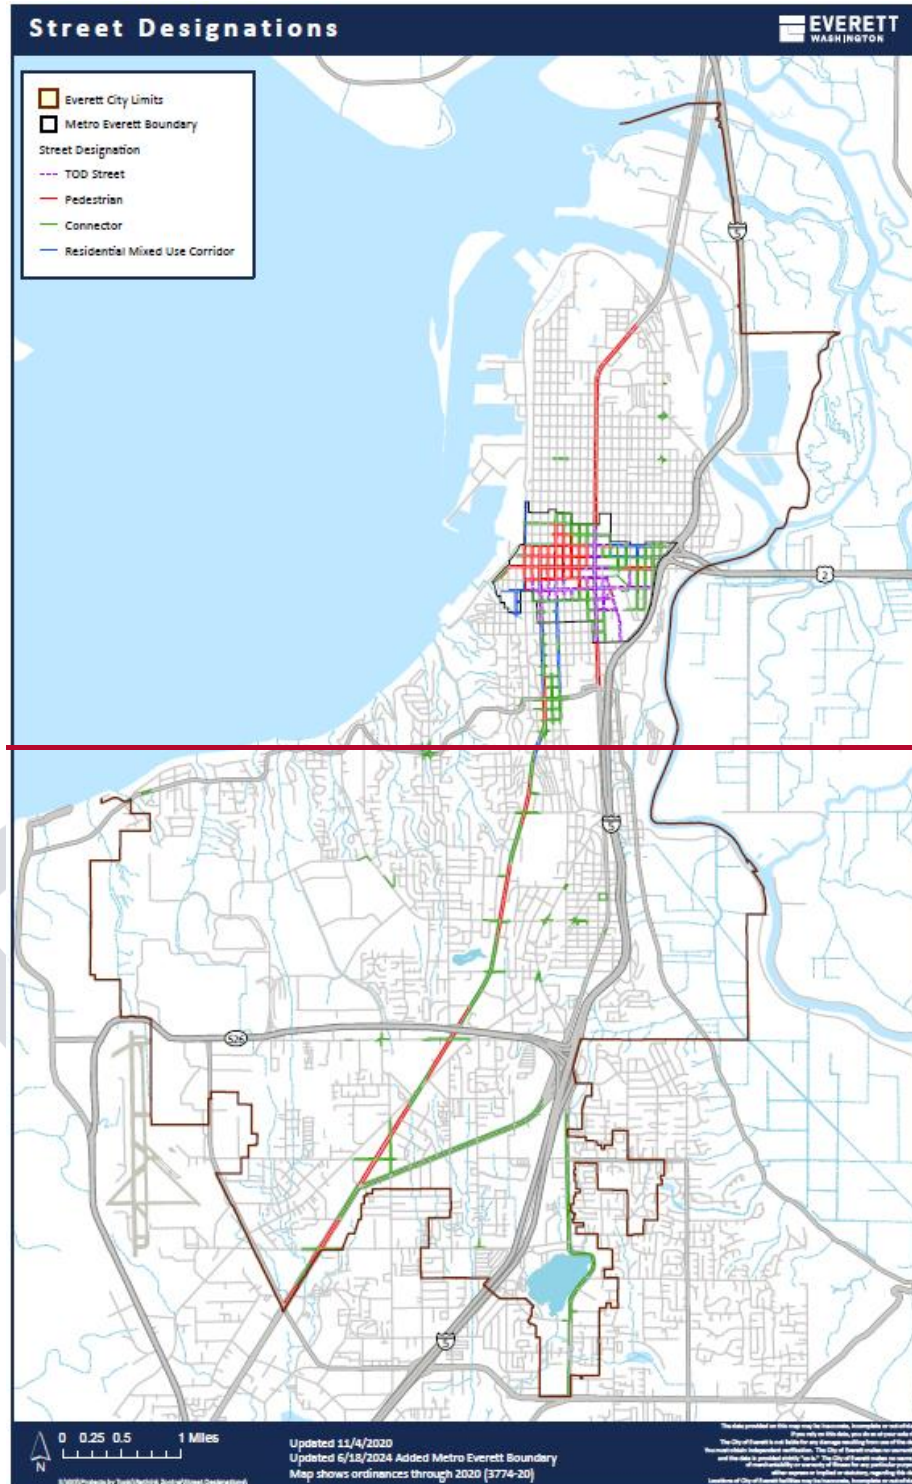 Street Designations
EVERETT
WASHINGTON
Everett City Limits
Metro Everett Boundary
Street Designation
TOD Street
Pedestrian
Connector
Residential Mixed Use Corridor
5
2
5
526
5
0 0.25 0.5 1 Miles
N
Updated 11/4/2020
Updated 6/18/2024 Added Metro Everett Boundary
Map shows ordinances through 2020 (3774-20)